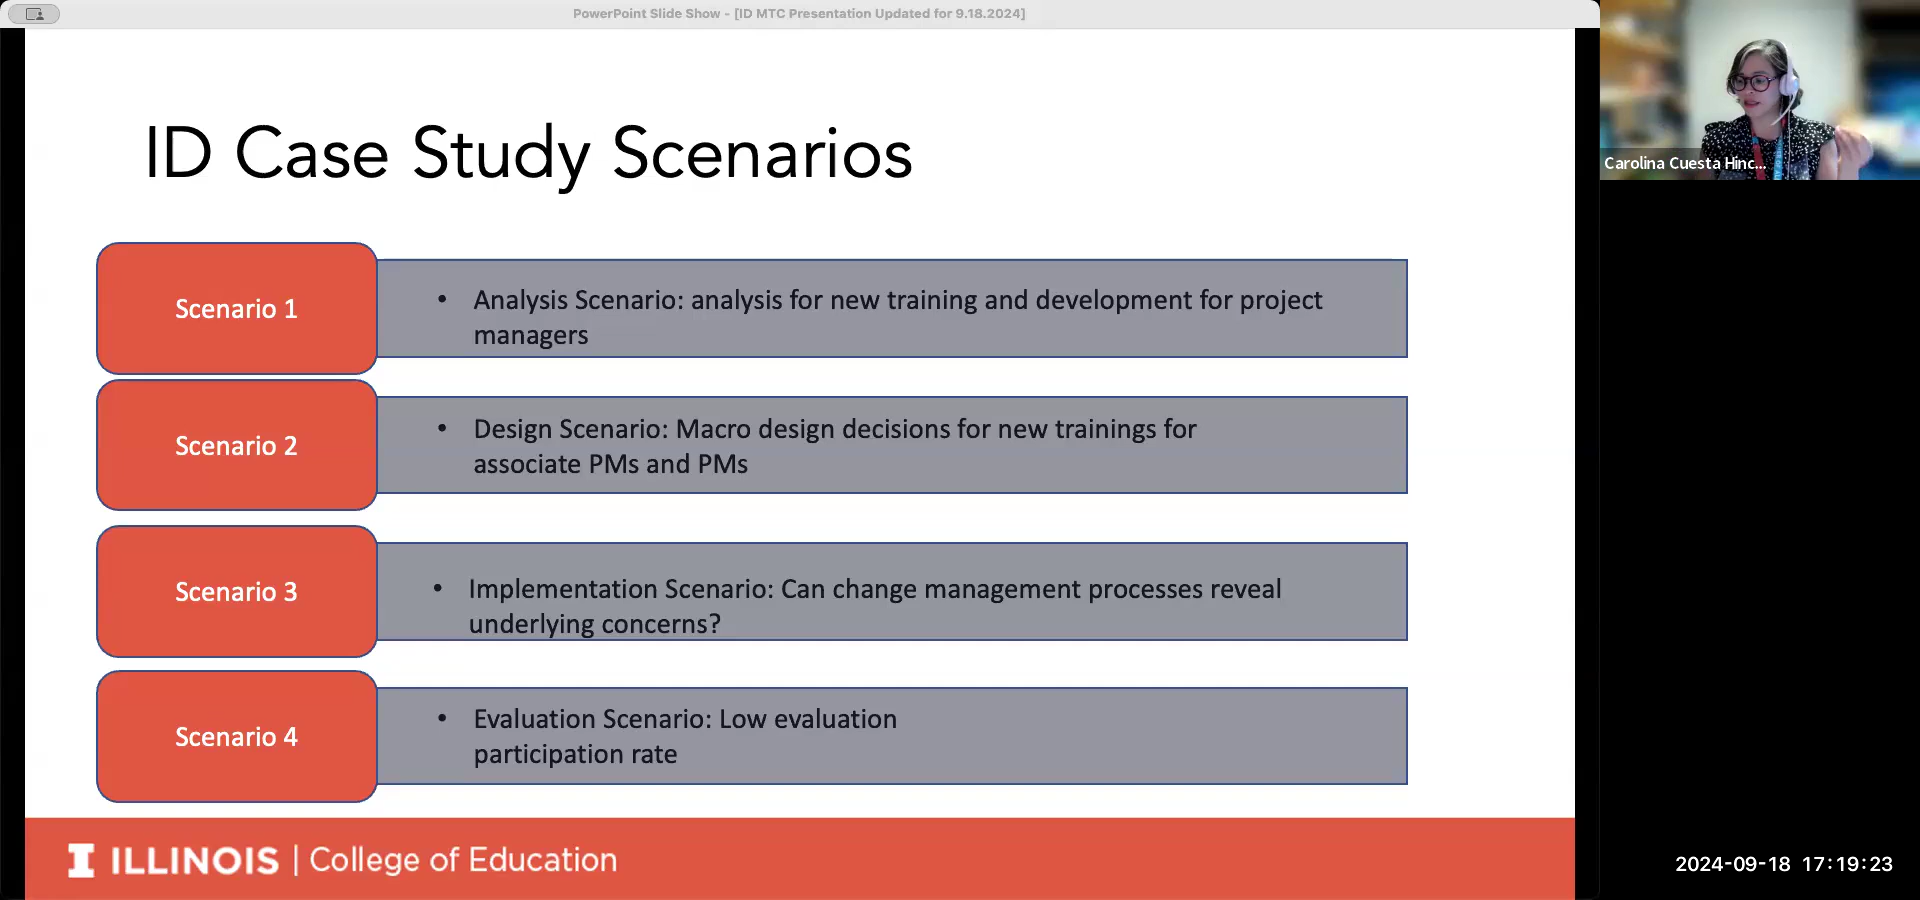 PowerPoint Slide Show - [ID MTC Presentation Updated for 9.18.2024]
Carolina Cuesta Hinc...
ID Case Study Scenarios
Scenario 1
• Analysis Scenario: analysis for new training and development for project
managers
Scenario 2
• Design Scenario: Macro design decisions for new trainings for
associate PMs and PMs
Scenario 3
• Implementation Scenario: Can change management processes reveal
underlying concerns?
Scenario 4
• Evaluation Scenario: Low evaluation
participation rate
I ILLINOIS | College of Education
2024-09-18 17:19:23